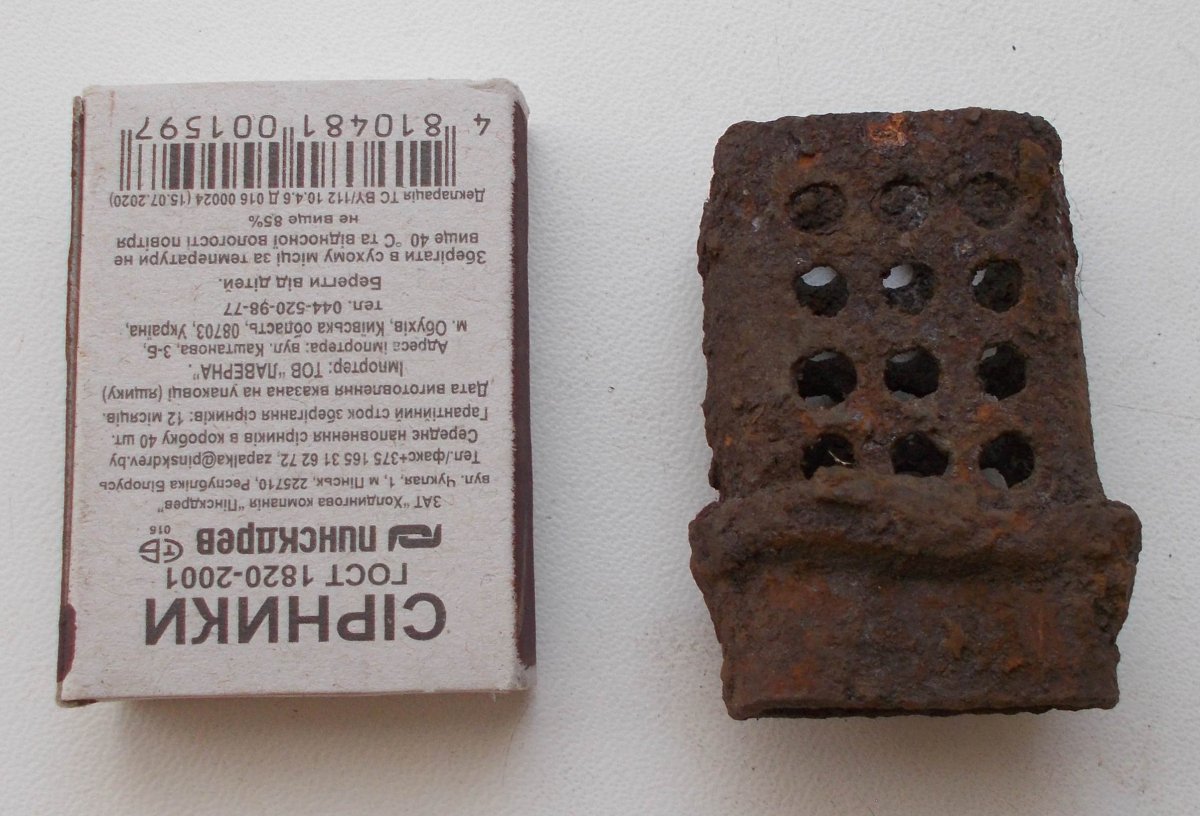 СІРНИКИ
ГОСТ 1820-2001
пинскдрев
016
ЗАТ "Холдингова компанія "Пінскдрев"
вул. Чуклая, 1, м Пінськ, 225710, Республіка Білорусь
Тел./факс+375 165 31 62 72, zapalka@pinskdrev.by
Середнє наповнення сірників в коробку 40 шт.
Гарантійний строк зберігання сірників: 12 місяців.
Дата виготовлення вказана на упаковці (ящику)
Імпортер: ТОВ "ЛАВЕРНА".
Адреса імпортера: вул. Каштанова, 3-Б,
м. Обухів, Київська область, 08703, Україна,
тел. 044-520-98-77
Берегти від дітей.
Зберігати в сухому місці за температури не
вище 40 °C та відносної вологості повітря
не вище 85%
Декларація ТС BY/112 10.4.6 Д 016 00024 (15.07.2020)
4 810481 001597